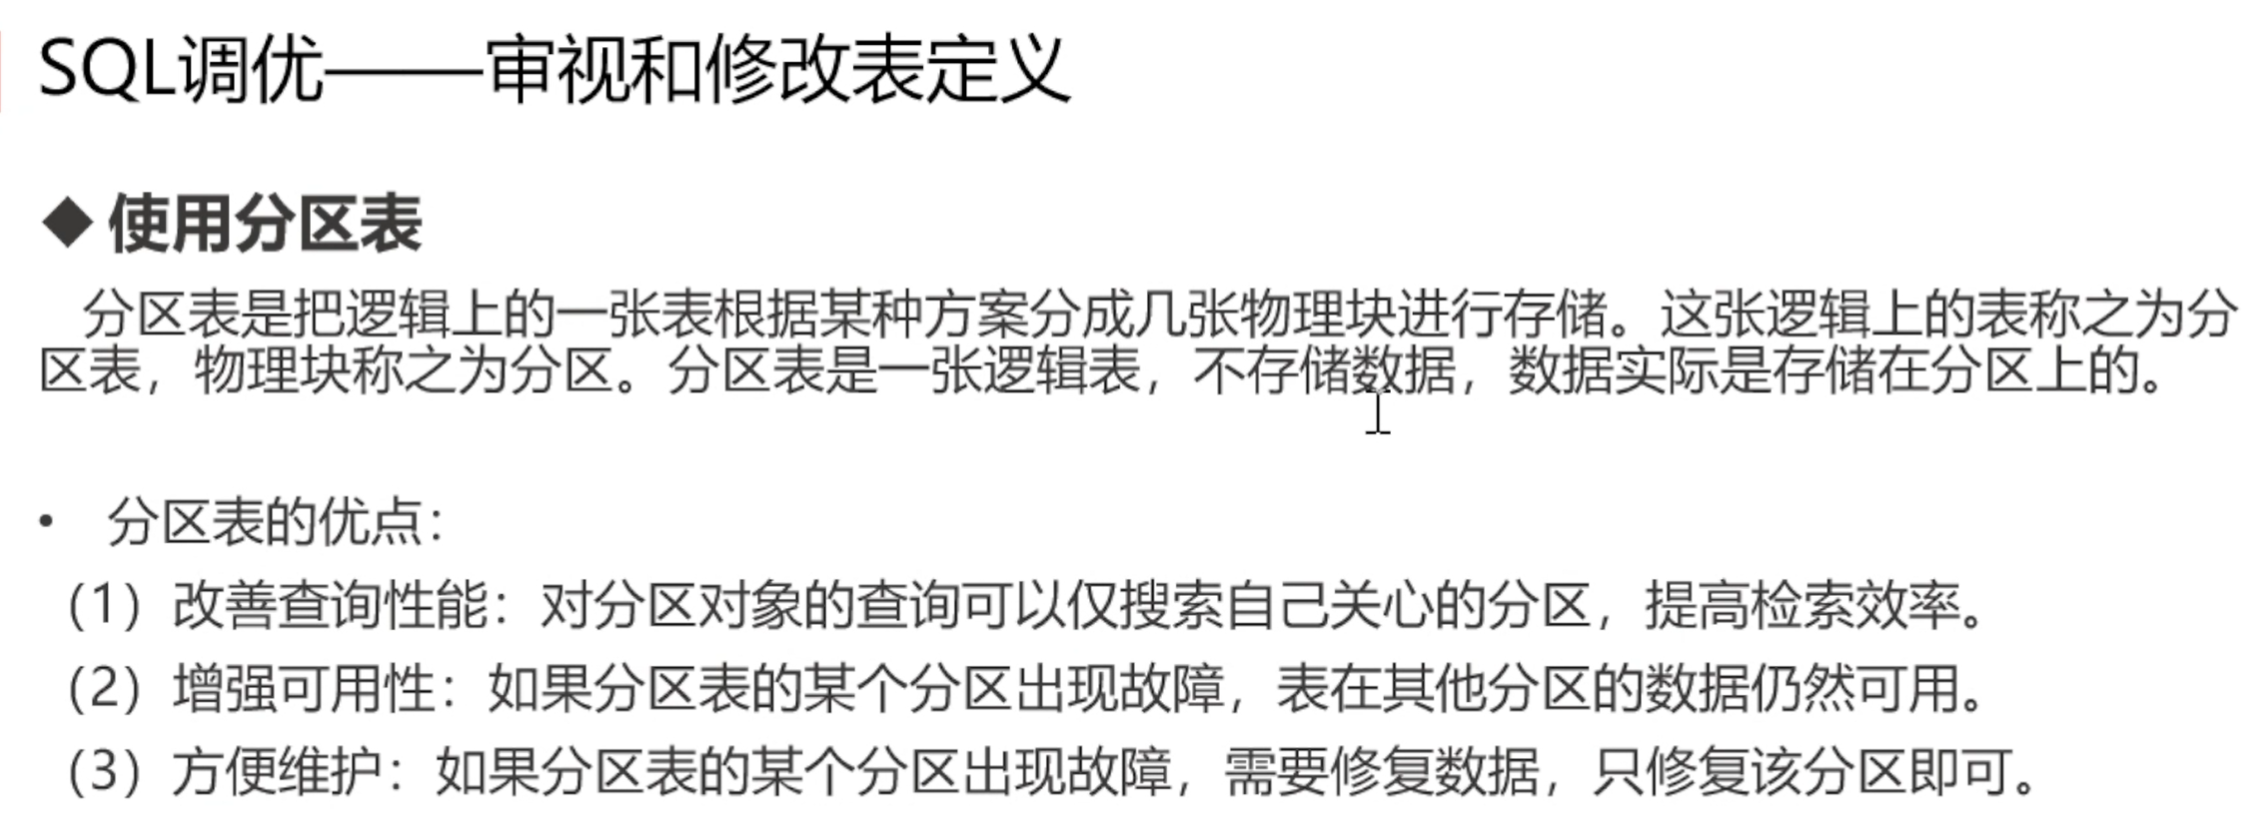 SQL调优——审视和修改表定义
◆ 使用分区表
分区表是把逻辑上的一张表根据某种方案分成几张物理块进行存储。这张逻辑上的表称之为分
区表，物理块称之为分区。分区表是一张逻辑表，不存储数据，数据实际是存储在分区上的。
• 分区表的优点：
（1）改善查询性能：对分区对象的查询可以仅搜索自己关心的分区，提高检索效率。
（2）增强可用性：如果分区表的某个分区出现故障，表在其他分区的数据仍然可用。
（3）方便维护：如果分区表的某个分区出现故障，需要修复数据，只修复该分区即可。